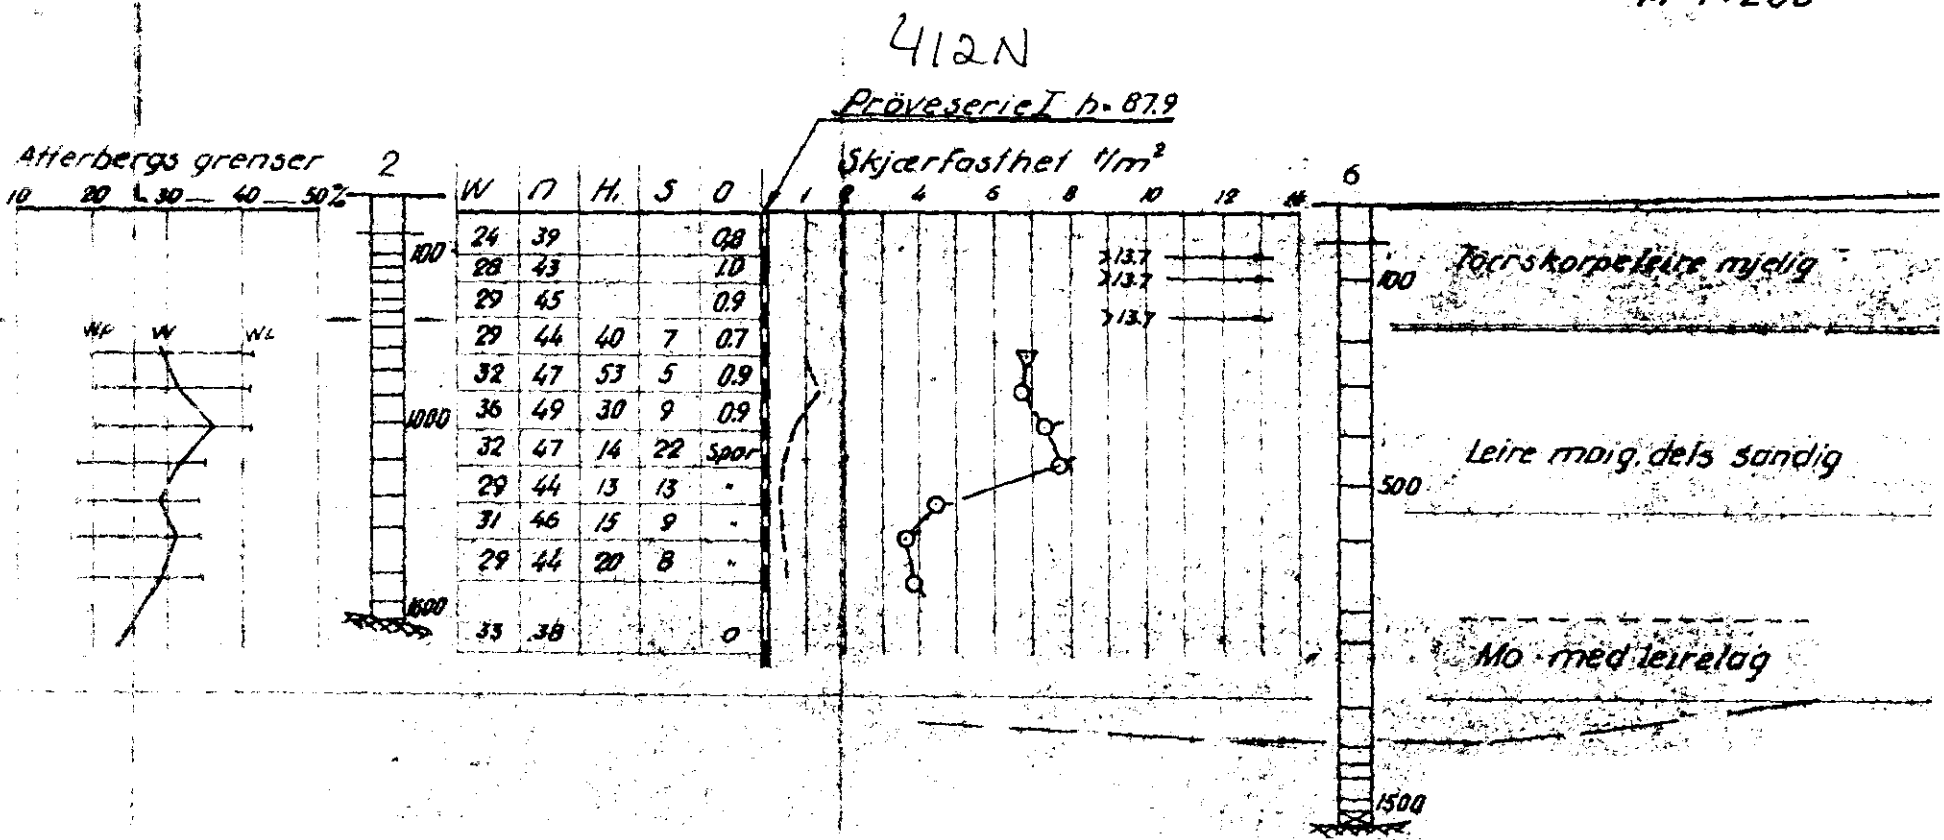 412N
Pröveserie I h. 87.9
Atterbergs grenser
2
Skjærfasthet t/m²
6
10 20 30 40 50%
W n H₁ S O
1 2 4 6 8 10 12 14
24 39 0.8
28 43 1.0
29 45 0.9
29 44 40 7 0.7
32 47 53 5 0.9
36 49 30 9 0.9
32 47 14 22 Spor
29 44 13 13 "
31 46 15 9 "
29 44 20 8 "
33 38 0
Wp W WL
100
1000
1600
>13.7
>13.7
>13.7
100
500
1500
Törrskorpeleire mjelig
Leire moig, dels sandig
Mo med leirelag